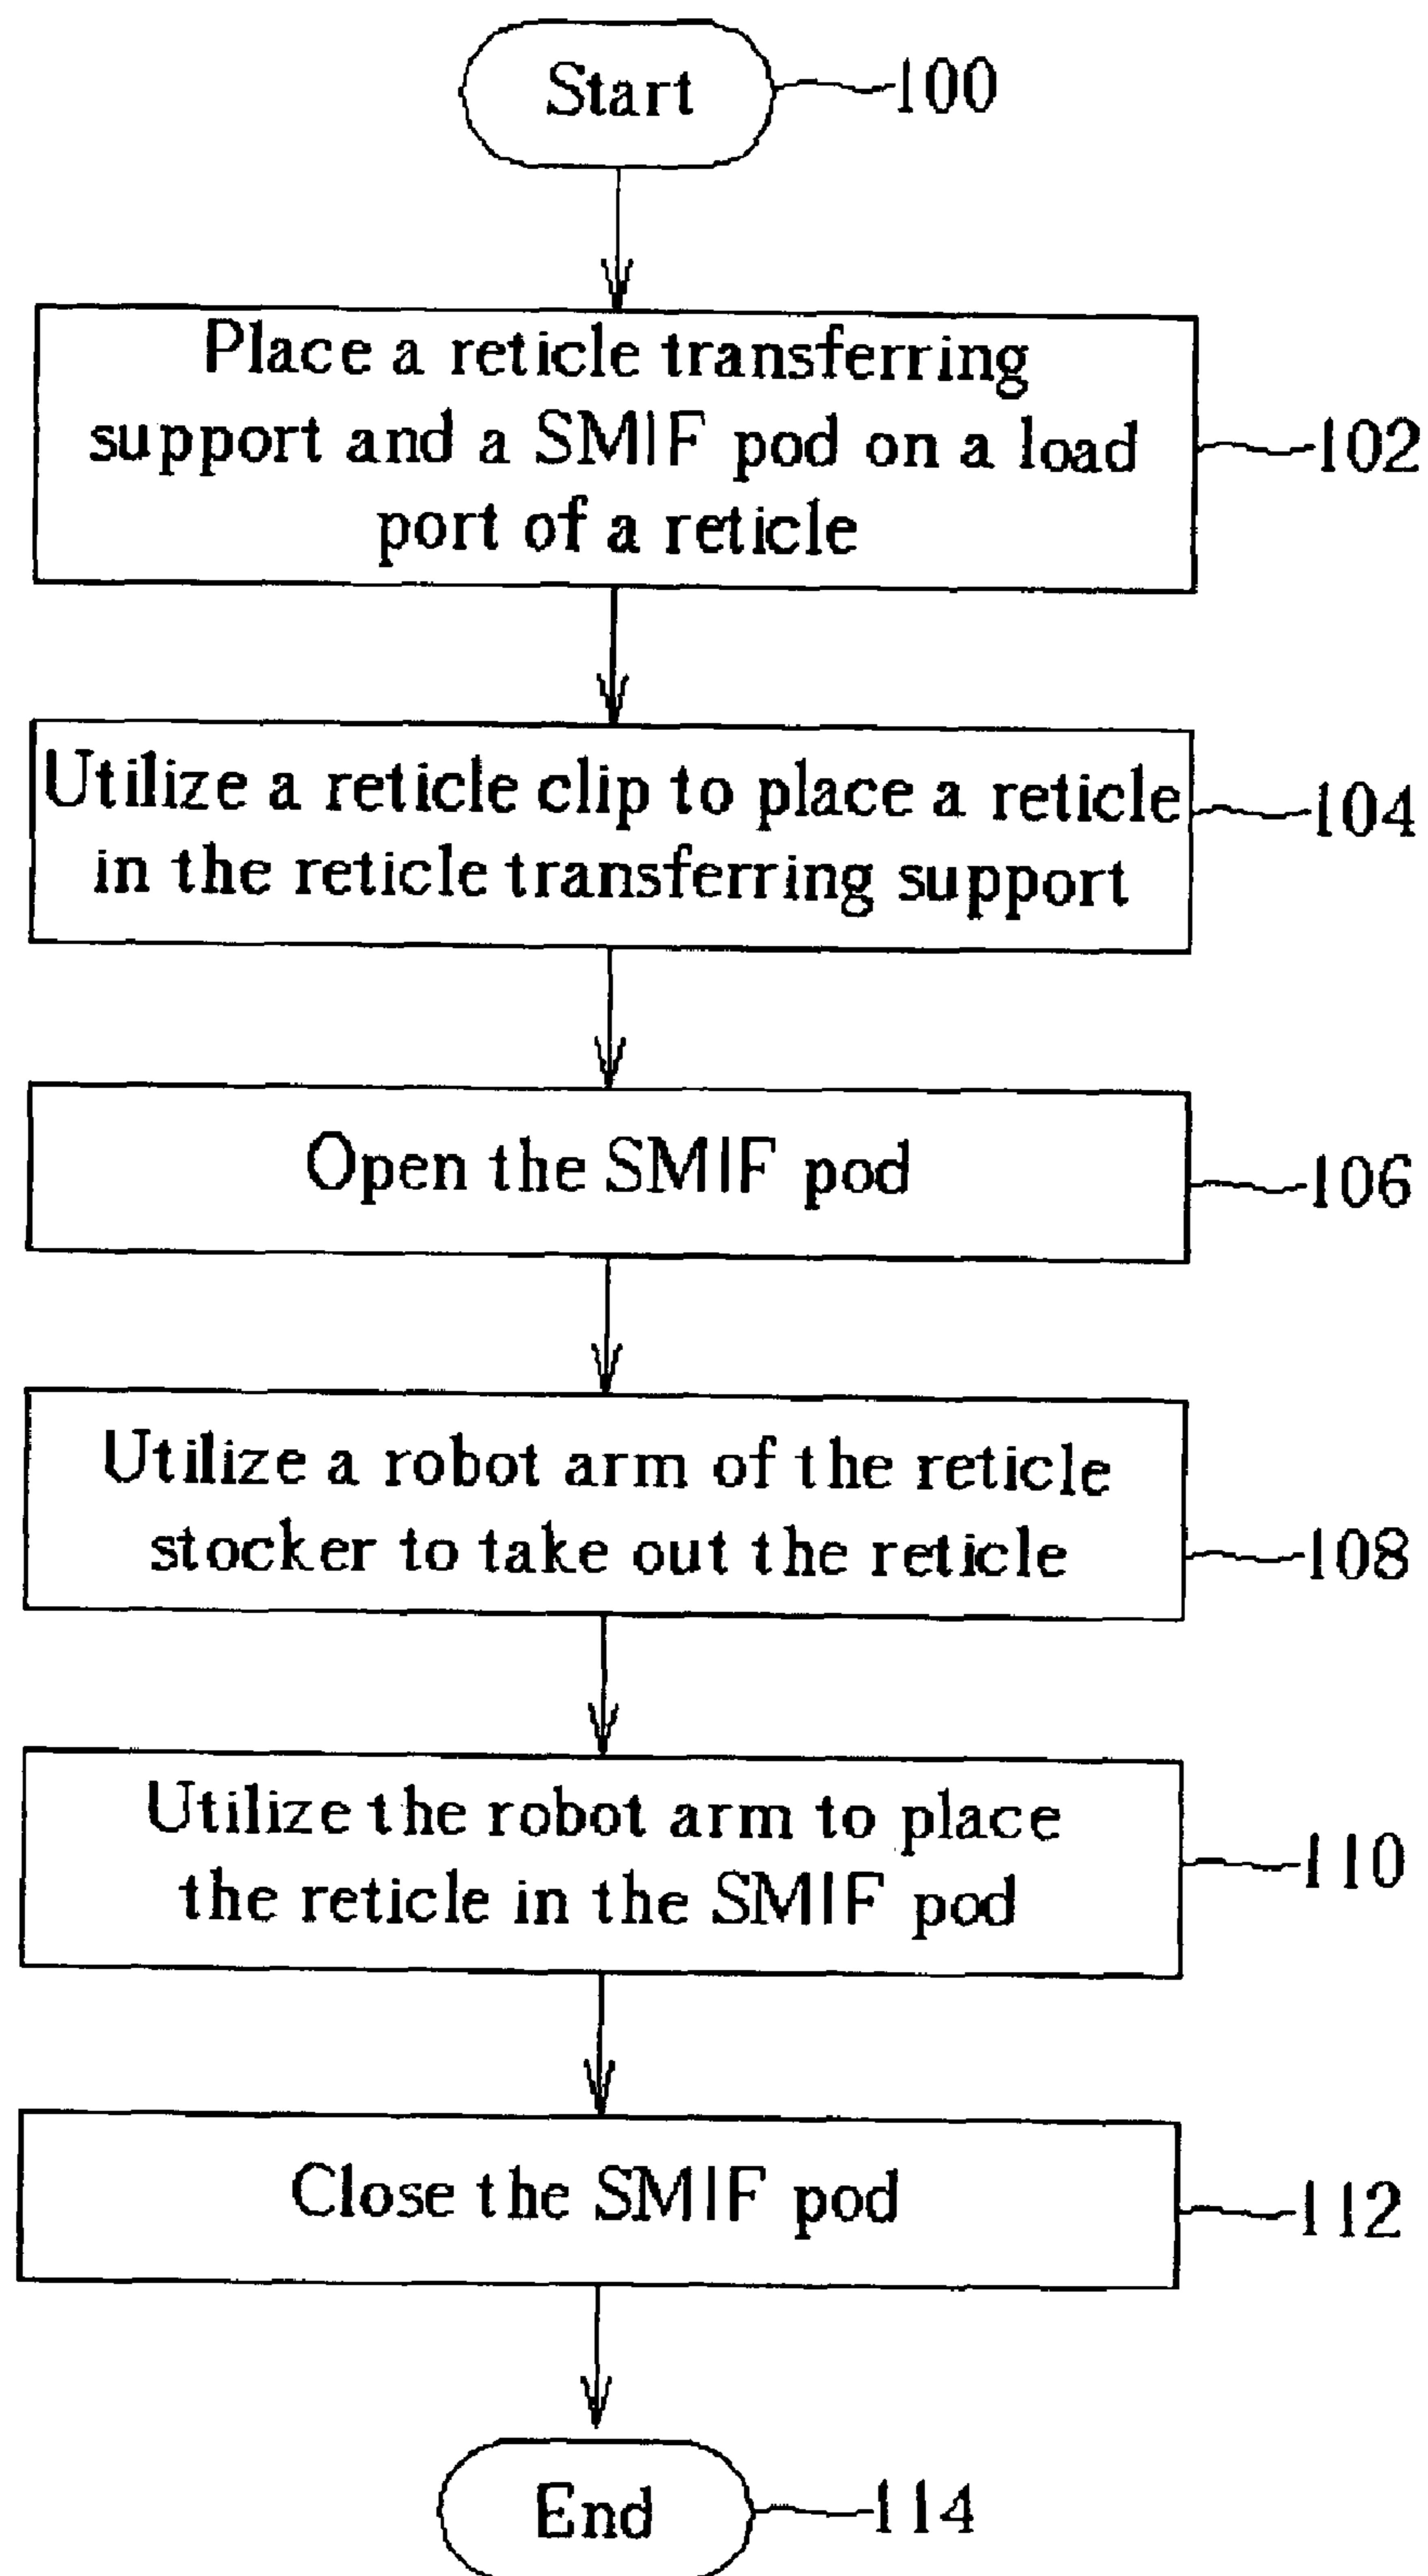 Start
100
Place a reticle transferring
support and a SMIF pod on a load
port of a reticle
102
Utilize a reticle clip to place a reticle
in the reticle transferring support
104
Open the SMIF pod
106
Utilize a robot arm of the reticle
stocker to take out the reticle
108
Utilize the robot arm to place
the reticle in the SMIF pod
110
Close the SMIF pod
112
End
114